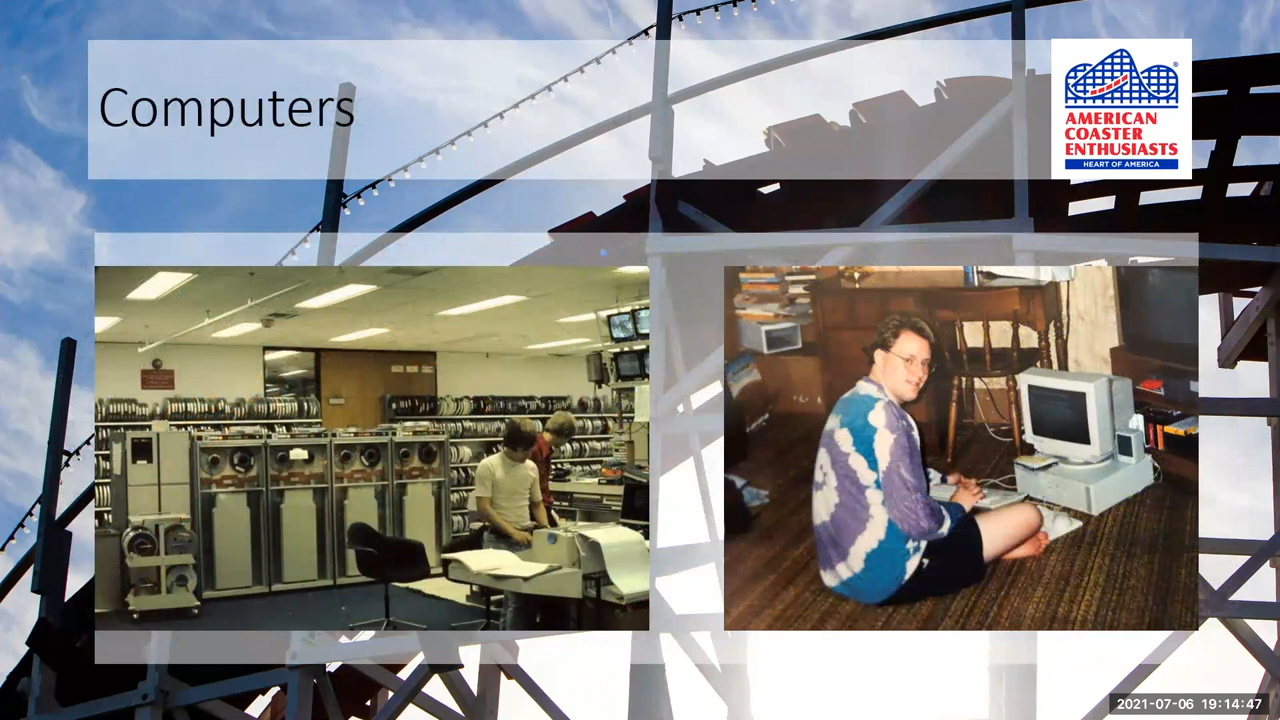 Computers
AMERICAN
COASTER
ENTHUSIASTS
HEART OF AMERICA
2021-07-06 19:14:47